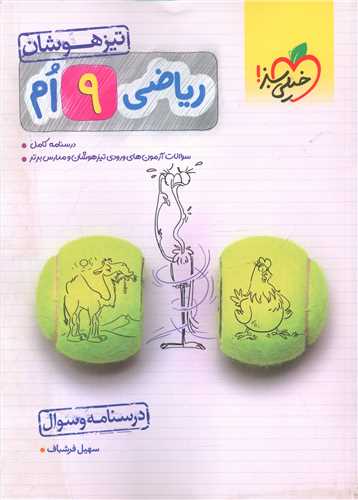 تیزهوشان
ریاضی ۹ اُم
خیلی سبز!
درسنامه کامل
سوالات آزمون‌های ورودی تیزهوشان و مدارس برتر
درسنامه و سوال
سهیل فرشباف